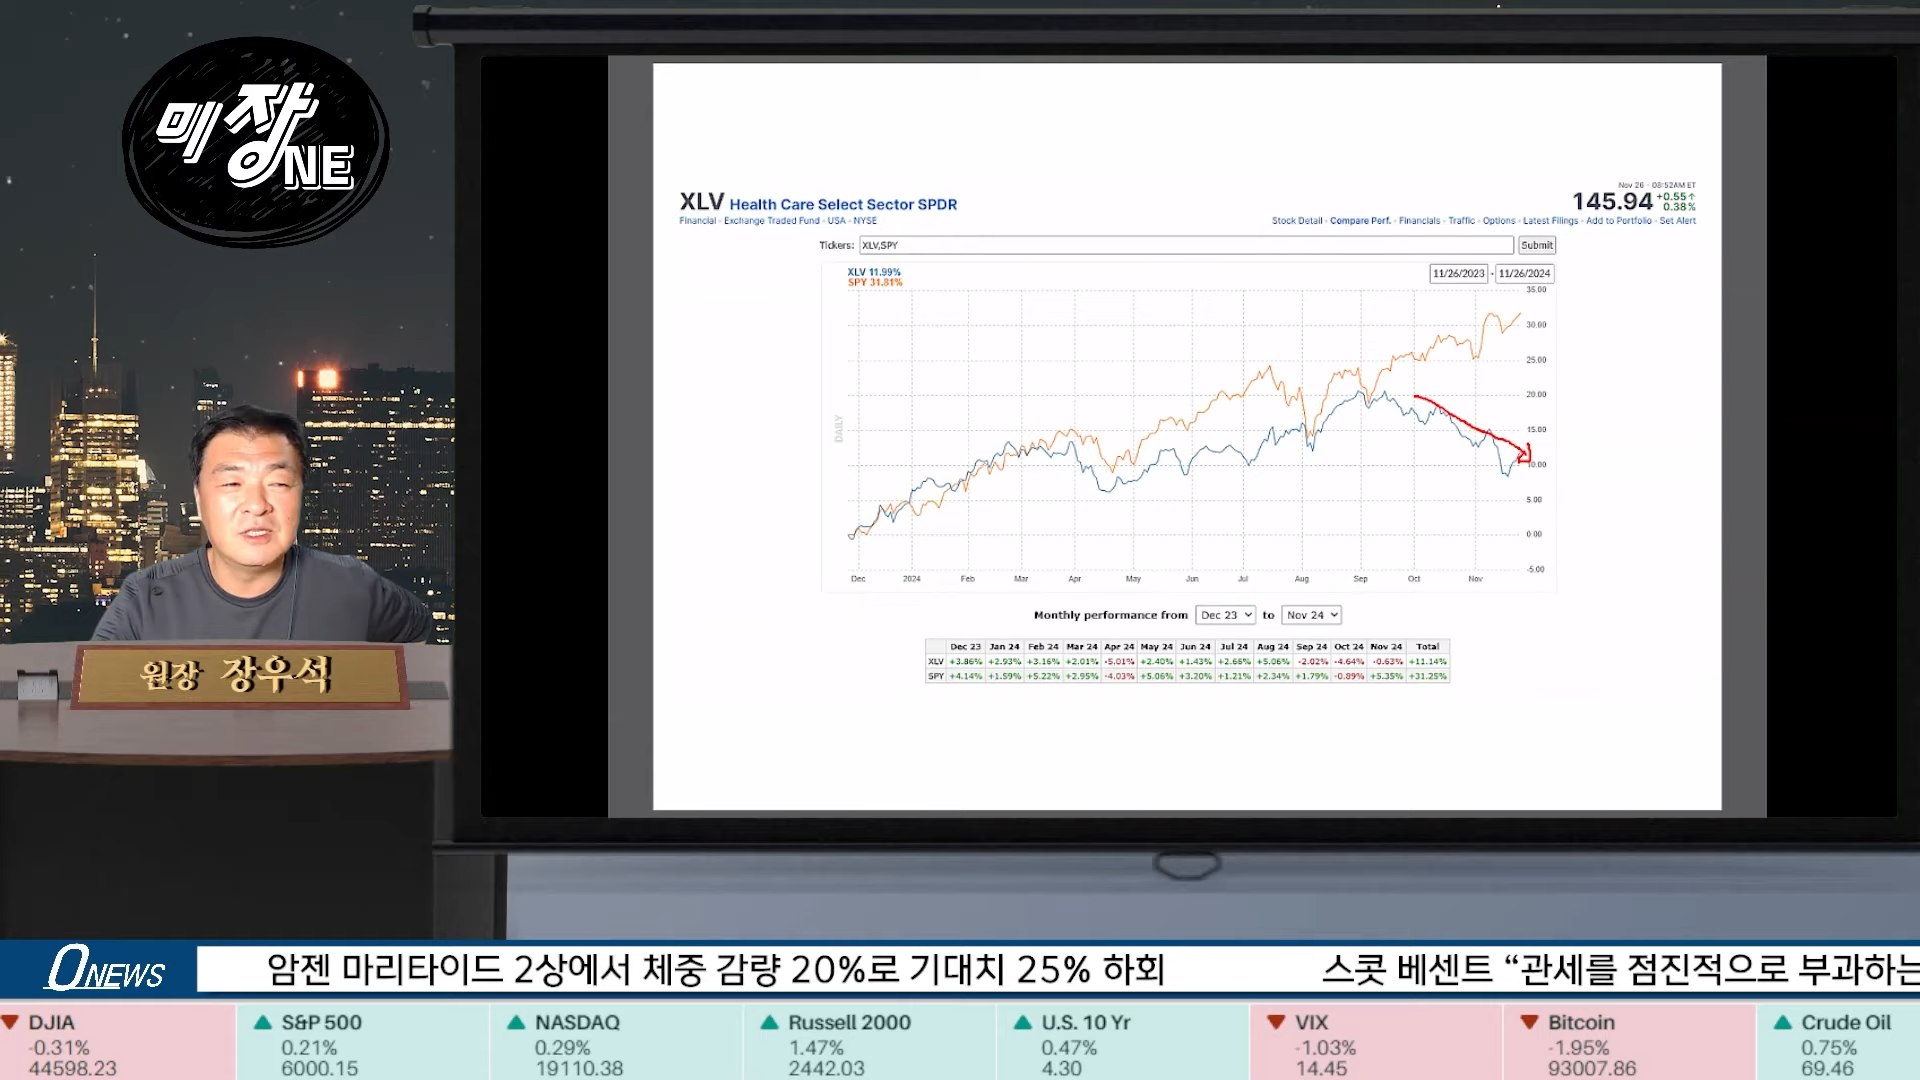 미장ONE
XLV Health Care Select Sector SPDR
Financial - Exchange Traded Fund - USA - NYSE
Nov 26 - 08:52AM ET
145.94 +0.55↑ 0.38%
Stock Detail - Compare Perf. - Financials - Traffic - Options - Latest Filings - Add to Portfolio - Set Alert
Tickers: XLV,SPY Submit
XLV 11.99%
SPY 31.81%
11/26/2023 - 11/26/2024
35.00
30.00
25.00
20.00
15.00
10.00
5.00
0.00
-5.00
DAILY
Dec 2024 Feb Mar Apr May Jun Jul Aug Sep Oct Nov
Monthly performance from Dec 23 to Nov 24
Dec 23 Jan 24 Feb 24 Mar 24 Apr 24 May 24 Jun 24 Jul 24 Aug 24 Sep 24 Oct 24 Nov 24 Total
XLV +3.86% +2.93% +3.16% +2.01% -5.01% +2.40% +1.43% +2.66% +5.06% -2.02% -4.64% -0.63% +11.14%
SPY +4.14% +1.59% +5.22% +2.95% -4.03% +5.06% +3.20% +1.21% +2.34% +1.79% -0.89% +5.35% +31.25%
원장 장우석
ONEWS
암젠 마리타이드 2상에서 체중 감량 20%로 기대치 25% 하회 스콧 베센트 “관세를 점진적으로 부과하는
DJIA S&P 500 NASDAQ Russell 2000 U.S. 10 Yr VIX Bitcoin Crude Oil
-0.31% 0.21% 0.29% 1.47% 0.47% -1.03% -1.95% 0.75%
44598.23 6000.15 19110.38 2442.03 4.30 14.45 93007.86 69.46